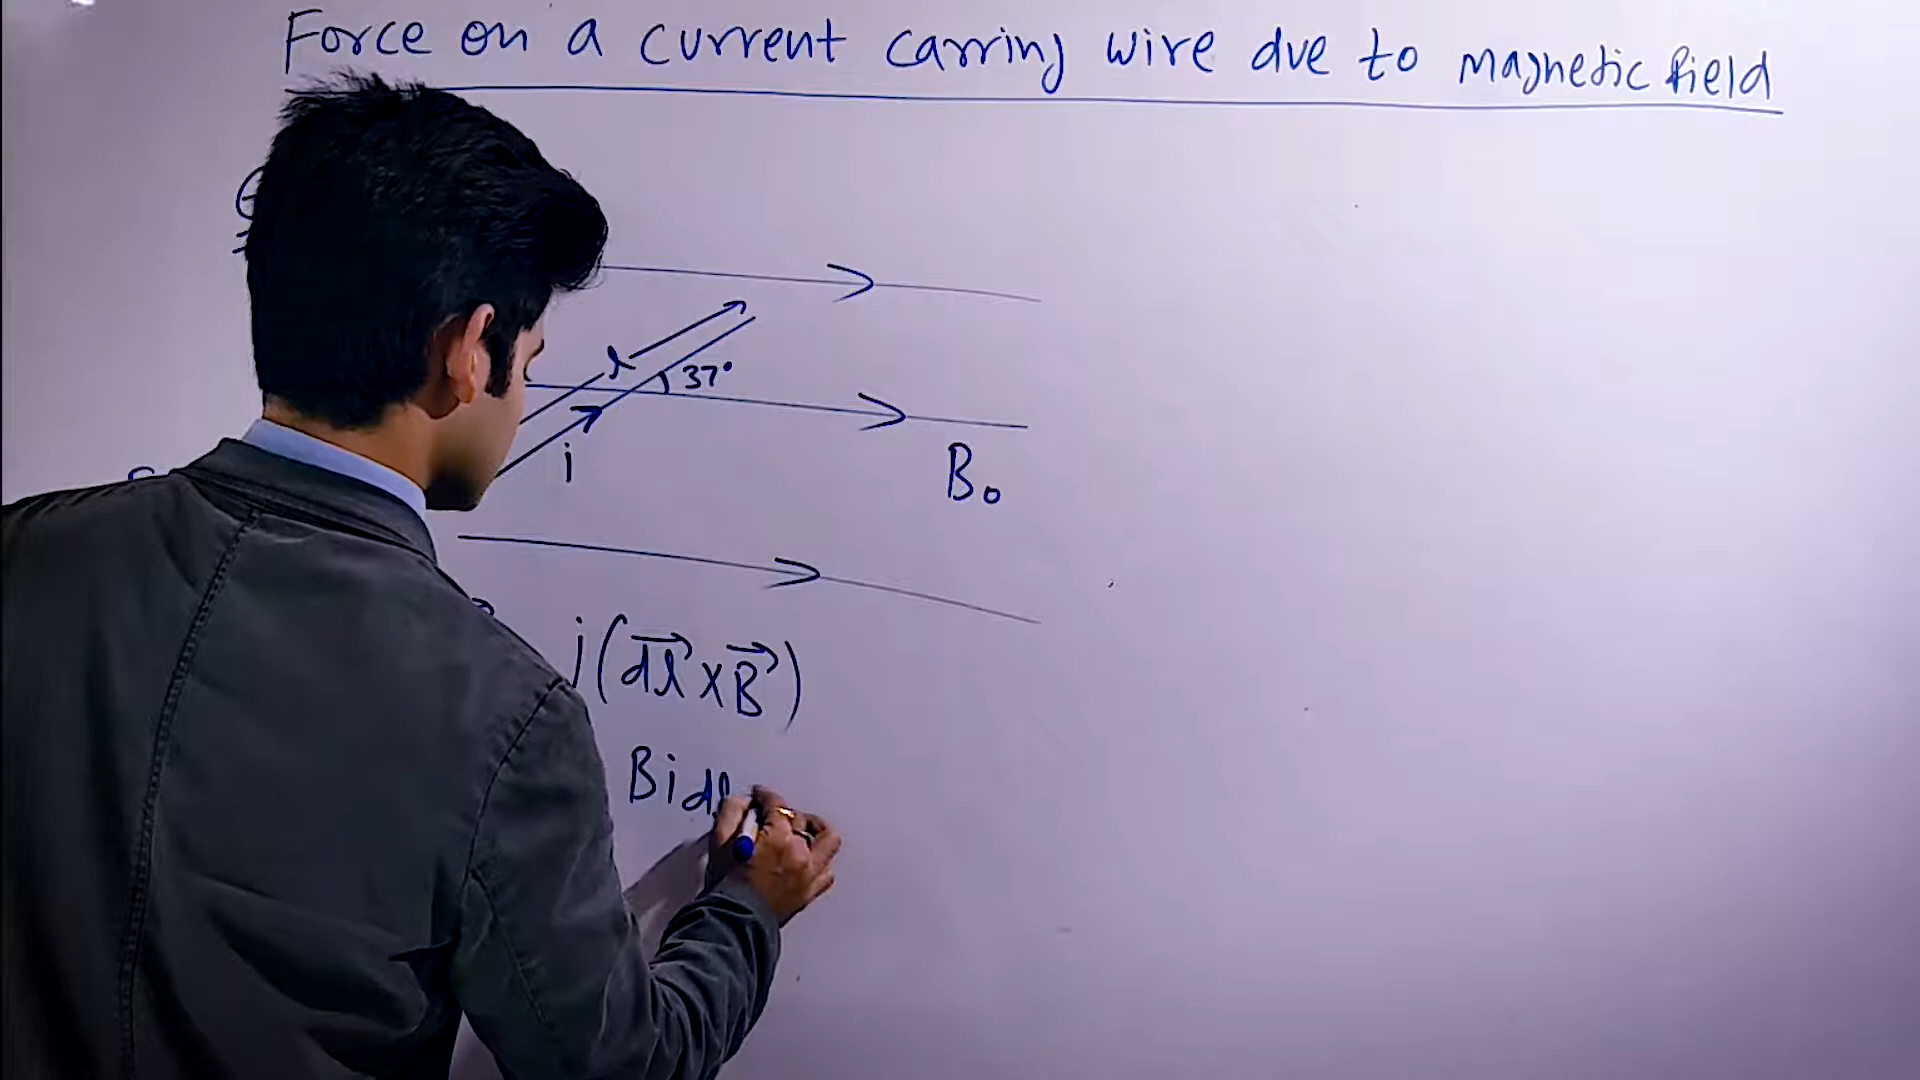 Force on a current carring wire due to magnetic field
l
37°
i
B₀
i(dl⃗ × B⃗)
Bidl